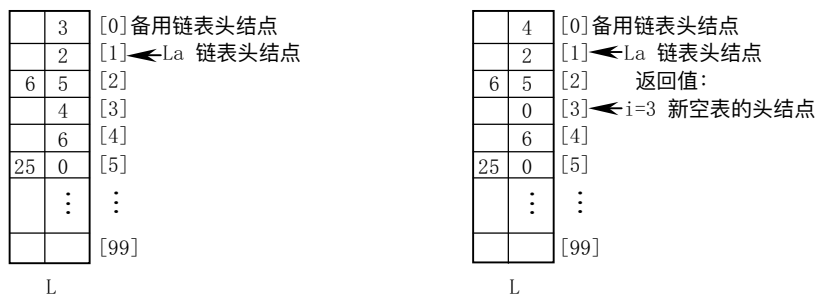 3 [0]备用链表头结点
2 [1] La 链表头结点
6 5 [2]
4 [3]
6 [4]
25 0 [5]
⋮ ⋮
[99]
L
4 [0]备用链表头结点
2 [1] La 链表头结点
6 5 [2] 返回值:
0 [3] i=3 新空表的头结点
6 [4]
25 0 [5]
⋮ ⋮
[99]
L